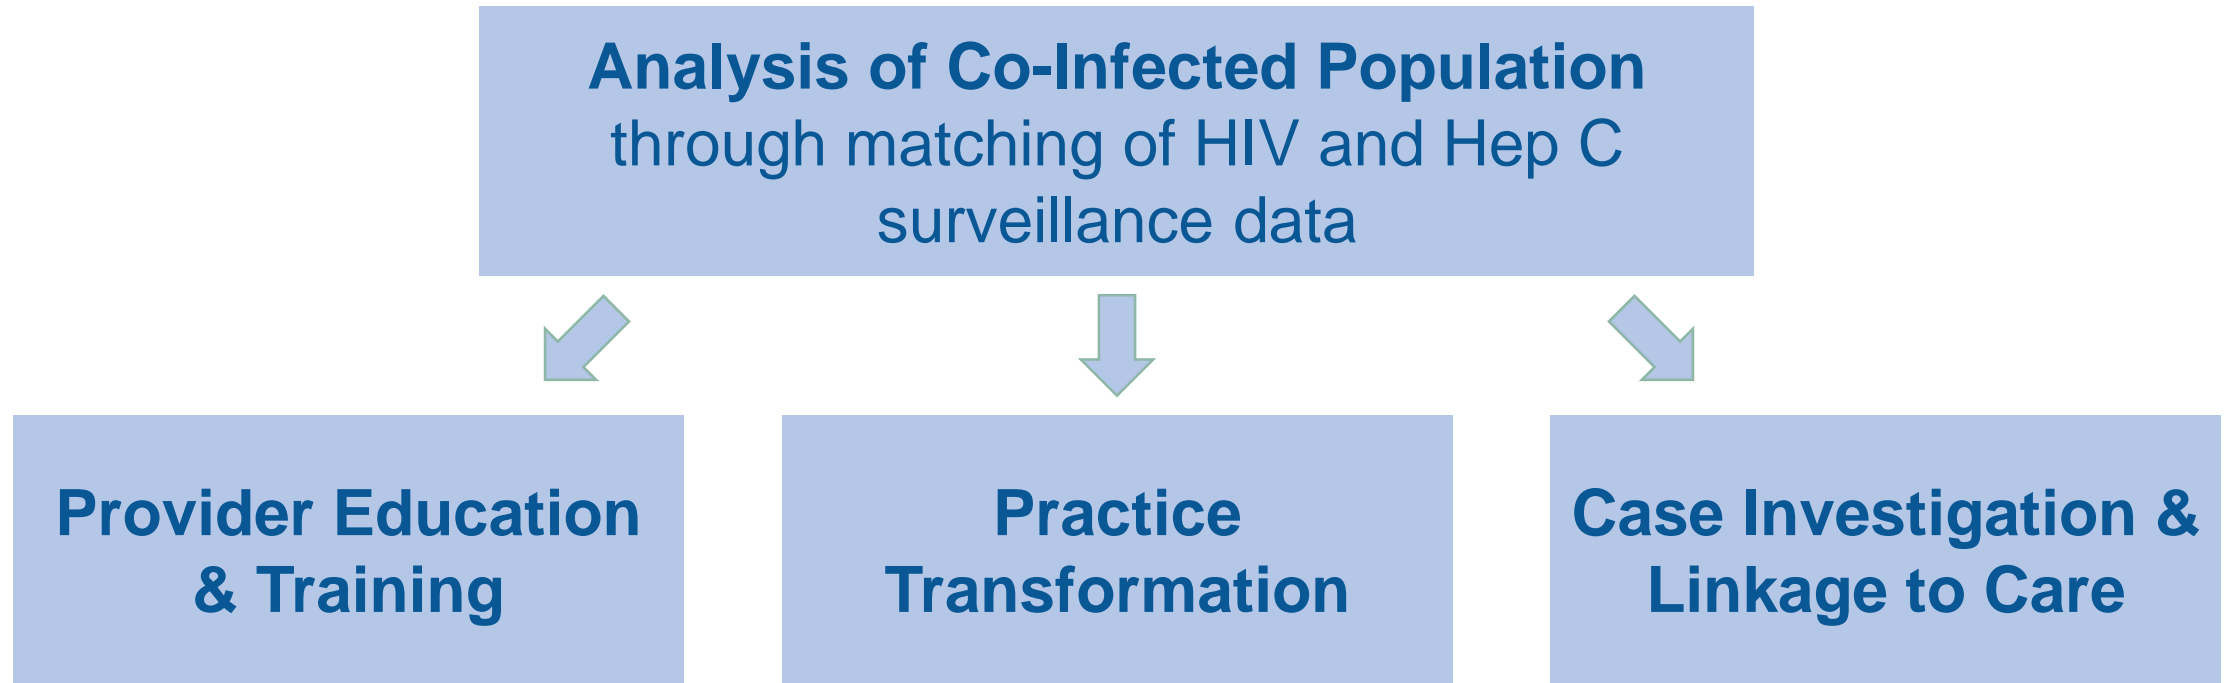 Analysis of Co-Infected Population
through matching of HIV and Hep C
surveillance data
Provider Education
& Training
Practice
Transformation
Case Investigation &
Linkage to Care